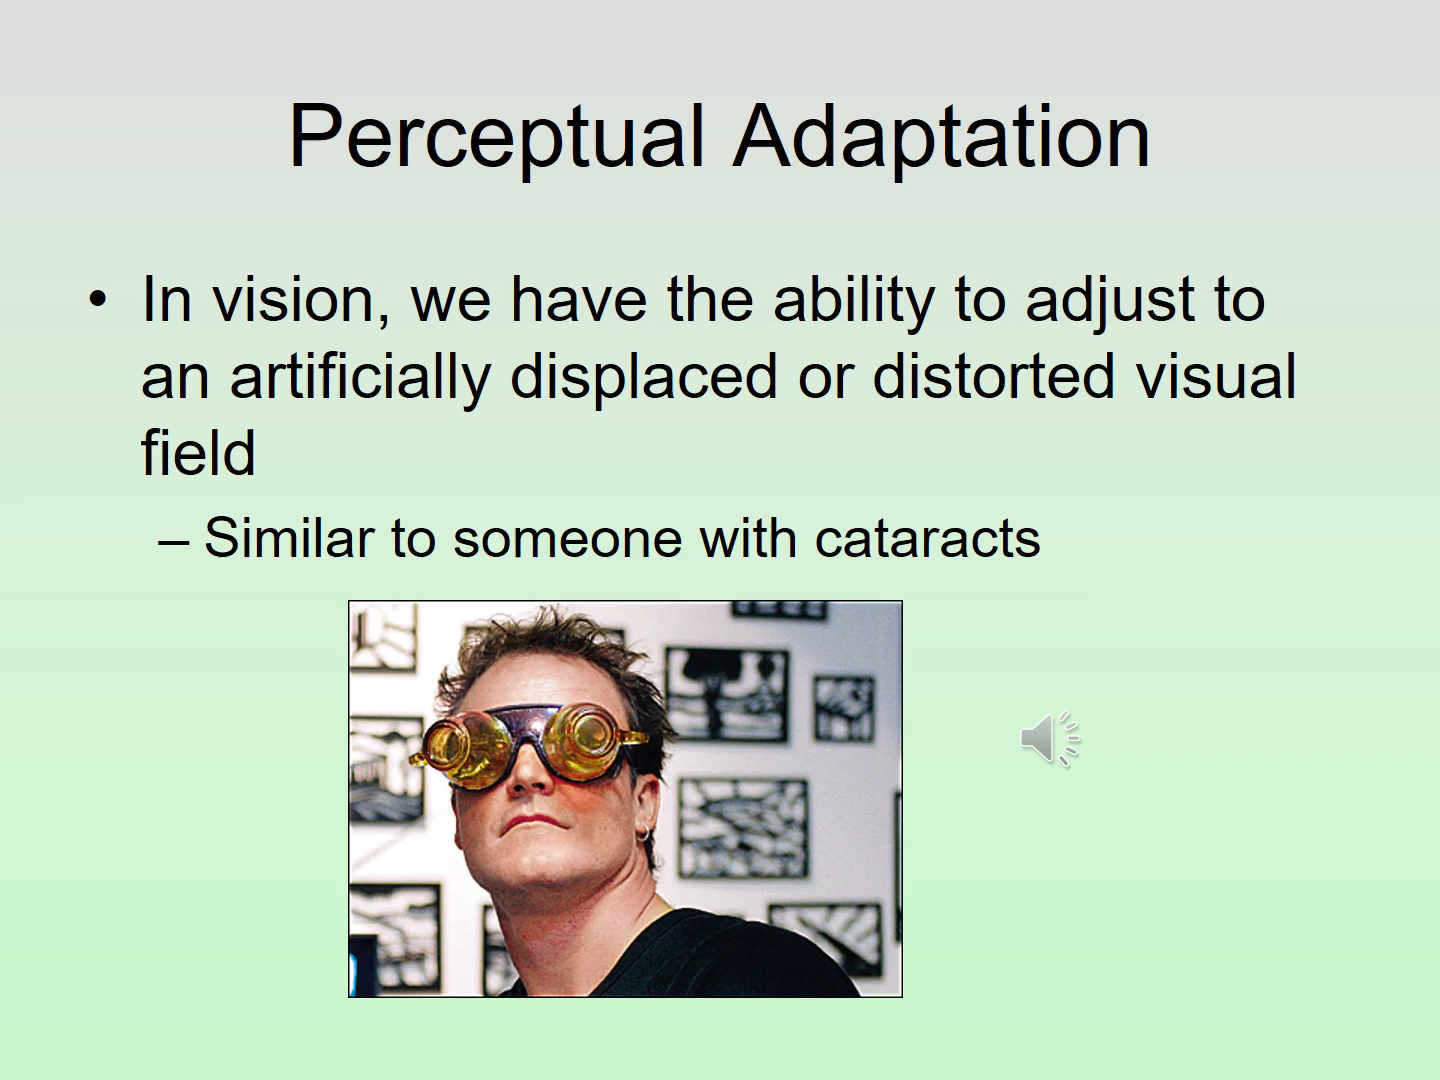 Perceptual Adaptation
• In vision, we have the ability to adjust to
an artificially displaced or distorted visual
field
– Similar to someone with cataracts